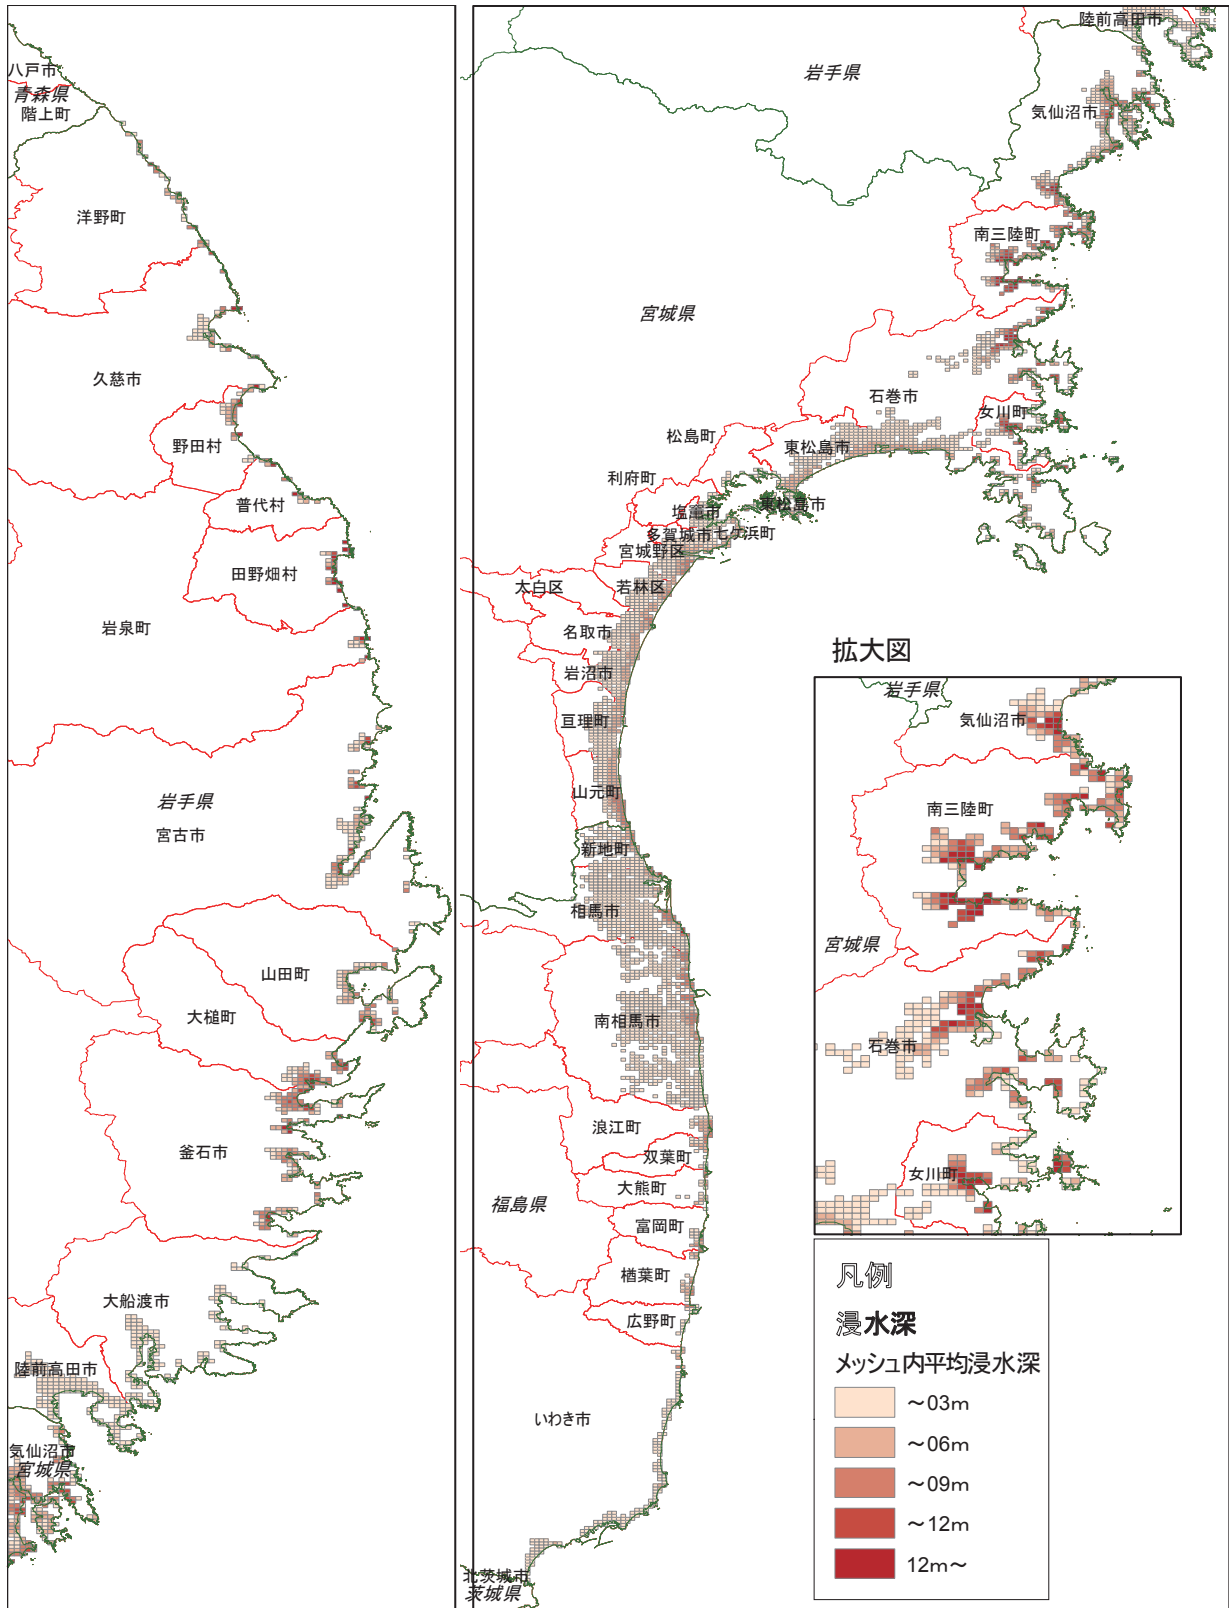 八戸市
青森県
階上町
洋野町
久慈市
野田村
普代村
田野畑村
岩泉町
岩手県
宮古市
山田町
大槌町
釜石市
大船渡市
陸前高田市
気仙沼市
宮城県
陸前高田市
岩手県
気仙沼市
南三陸町
宮城県
石巻市
女川町
松島町
東松島市
利府町
東松島市
塩竈市
多賀城市
七ケ浜町
宮城野区
太白区
若林区
名取市
岩沼市
亘理町
山元町
新地町
相馬市
南相馬市
浪江町
双葉町
大熊町
福島県
富岡町
楢葉町
広野町
いわき市
北茨城市
茨城県
拡大図
岩手県
気仙沼市
南三陸町
宮城県
石巻市
女川町
凡例
浸水深
メッシュ内平均浸水深
～03m
～06m
～09m
～12m
12m～